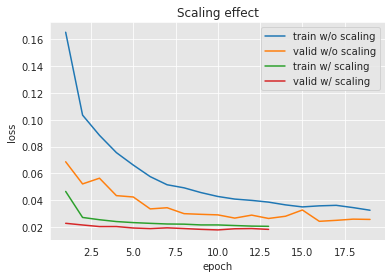 Scaling effect
train w/o scaling
valid w/o scaling
train w/ scaling
valid w/ scaling
0.16
0.14
0.12
0.10
0.08
0.06
0.04
0.02
loss
2.5 5.0 7.5 10.0 12.5 15.0 17.5
epoch